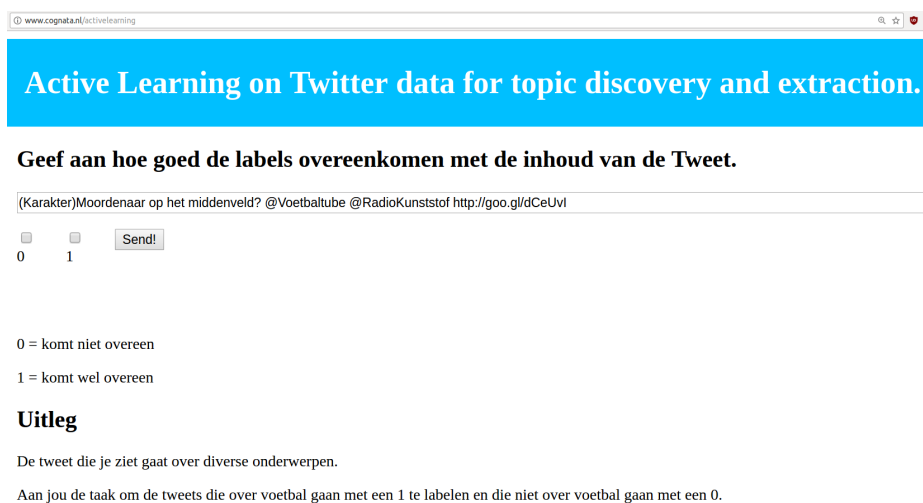 www.cognata.nl/activelearning
Active Learning on Twitter data for topic discovery and extraction.
Geef aan hoe goed de labels overeenkomen met de inhoud van de Tweet.
(Karakter)Moordenaar op het middenveld? @Voetbaltube @RadioKunststof http://goo.gl/dCeUvI
Send!
0 1
0 = komt niet overeen
1 = komt wel overeen
Uitleg
De tweet die je ziet gaat over diverse onderwerpen.
Aan jou de taak om de tweets die over voetbal gaan met een 1 te labelen en die niet over voetbal gaan met een 0.